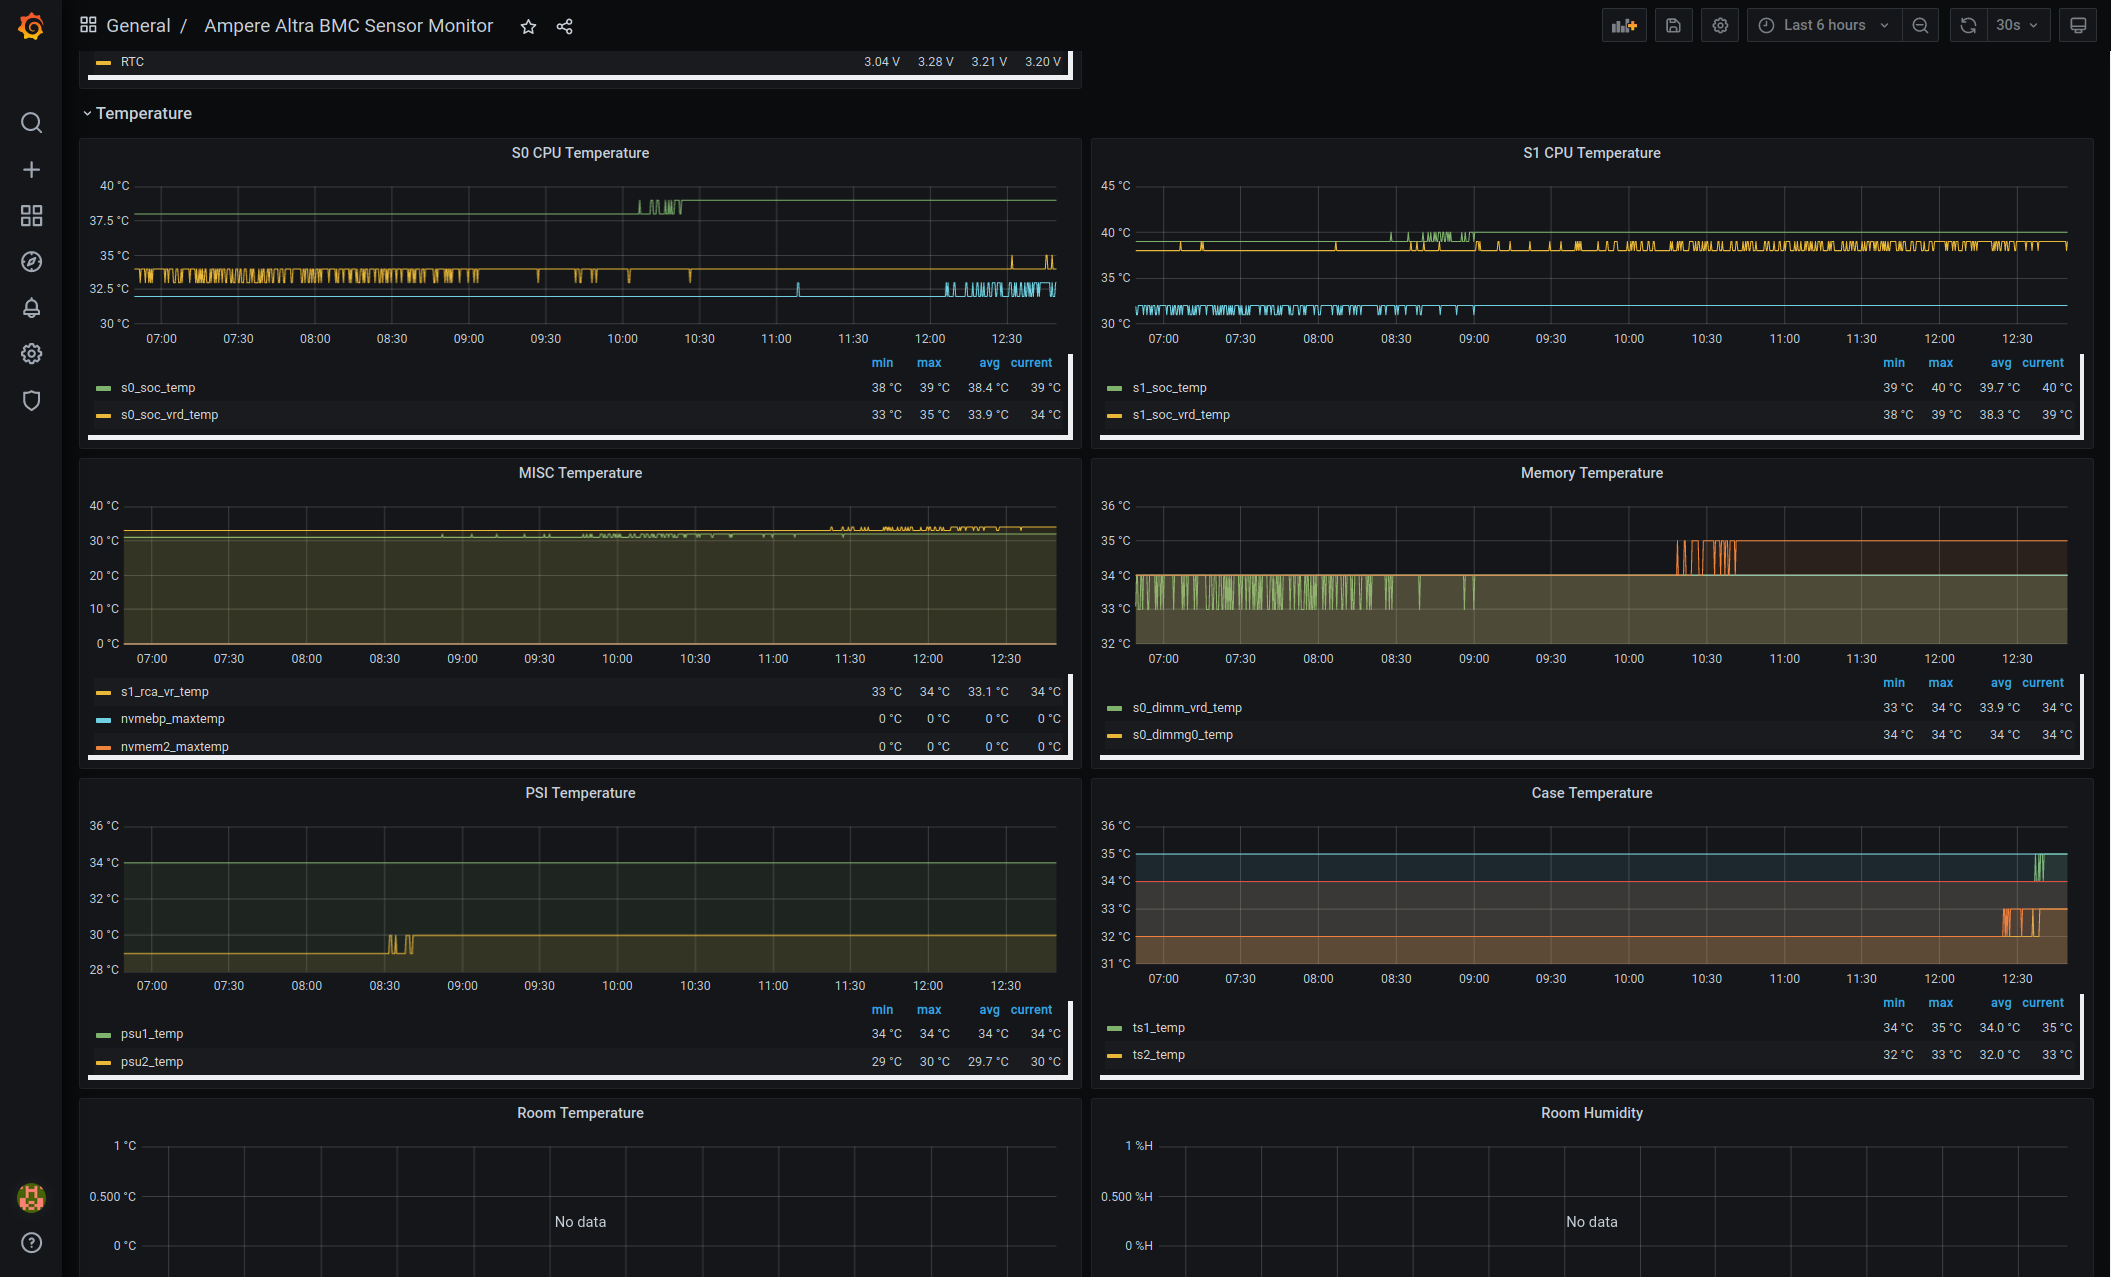 General / Ampere Altra BMC Sensor Monitor
Last 6 hours
30s
RTC 3.04 V 3.28 V 3.21 V 3.20 V
Temperature
S0 CPU Temperature
40 °C
37.5 °C
35 °C
32.5 °C
30 °C
07:00 07:30 08:00 08:30 09:00 09:30 10:00 10:30 11:00 11:30 12:00 12:30
min max avg current
s0_soc_temp 38 °C 39 °C 38.4 °C 39 °C
s0_soc_vrd_temp 33 °C 35 °C 33.9 °C 34 °C
S1 CPU Temperature
45 °C
40 °C
35 °C
30 °C
07:00 07:30 08:00 08:30 09:00 09:30 10:00 10:30 11:00 11:30 12:00 12:30
min max avg current
s1_soc_temp 39 °C 40 °C 39.7 °C 40 °C
s1_soc_vrd_temp 38 °C 39 °C 38.3 °C 39 °C
MISC Temperature
40 °C
30 °C
20 °C
10 °C
0 °C
07:00 07:30 08:00 08:30 09:00 09:30 10:00 10:30 11:00 11:30 12:00 12:30
s1_rca_vr_temp 33 °C 34 °C 33.1 °C 34 °C
nvmebp_maxtemp 0 °C 0 °C 0 °C 0 °C
nvmem2_maxtemp 0 °C 0 °C 0 °C 0 °C
Memory Temperature
36 °C
35 °C
34 °C
33 °C
32 °C
07:00 07:30 08:00 08:30 09:00 09:30 10:00 10:30 11:00 11:30 12:00 12:30
min max avg current
s0_dimm_vrd_temp 33 °C 34 °C 33.9 °C 34 °C
s0_dimmg0_temp 34 °C 34 °C 34 °C 34 °C
PSI Temperature
36 °C
34 °C
32 °C
30 °C
28 °C
07:00 07:30 08:00 08:30 09:00 09:30 10:00 10:30 11:00 11:30 12:00 12:30
min max avg current
psu1_temp 34 °C 34 °C 34 °C 34 °C
psu2_temp 29 °C 30 °C 29.7 °C 30 °C
Case Temperature
36 °C
35 °C
34 °C
33 °C
32 °C
31 °C
07:00 07:30 08:00 08:30 09:00 09:30 10:00 10:30 11:00 11:30 12:00 12:30
min max avg current
ts1_temp 34 °C 35 °C 34.0 °C 35 °C
ts2_temp 32 °C 33 °C 32.0 °C 33 °C
Room Temperature
1 °C
0.500 °C
No data
0 °C
Room Humidity
1 %H
0.500 %H
No data
0 %H